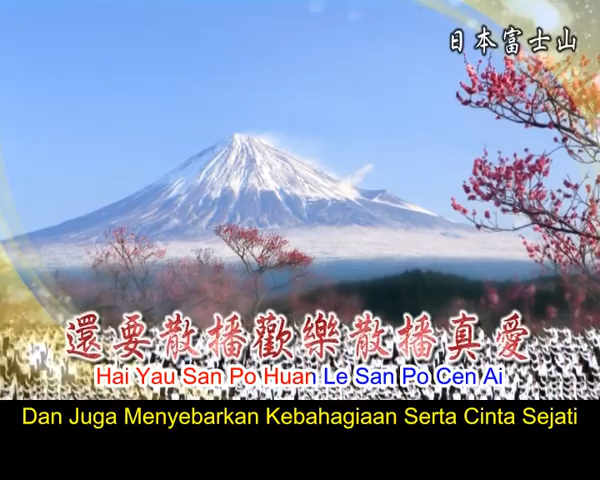 日本富士山
還要散播歡樂散播真愛
Hai Yau San Po Huan Le San Po Cen Ai
Dan Juga Menyebarkan Kebahagiaan Serta Cinta Sejati